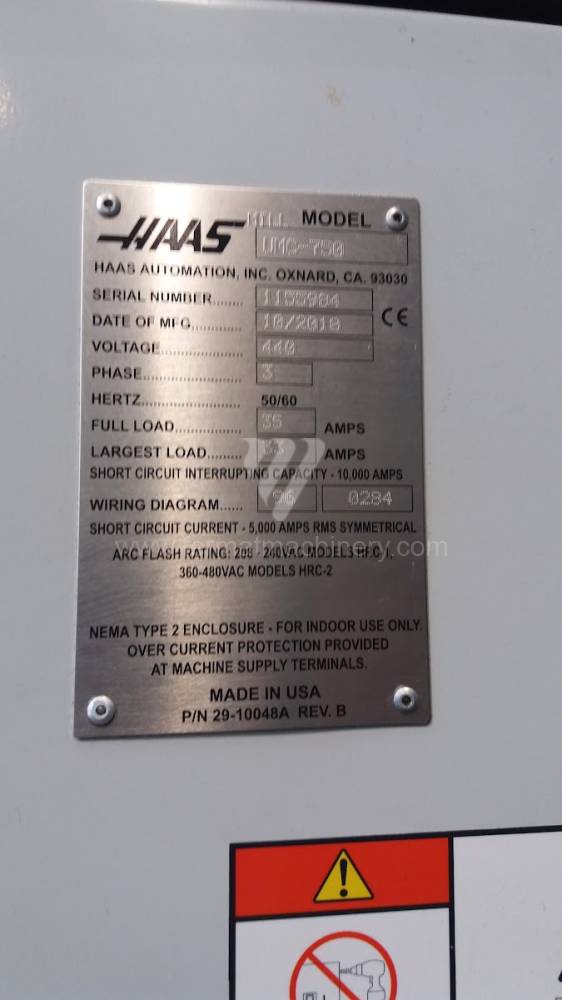 HAAS
MILL MODEL
UMC-750
HAAS AUTOMATION, INC. OXNARD, CA. 93030
SERIAL NUMBER....... 1155984
DATE OF MFG............. 10/2018 CE
VOLTAGE.................... 440
PHASE........................ 3
HERTZ........................ 50/60
FULL LOAD.................. 35 AMPS
LARGEST LOAD.......... AMPS
SHORT CIRCUIT INTERRUPTING CAPACITY - 10,000 AMPS
WIRING DIAGRAM...... 96 0284
SHORT CIRCUIT CURRENT - 5,000 AMPS RMS SYMMETRICAL
ARC FLASH RATING: 208 - 240VAC MODELS
360-480VAC MODELS HRC-2
NEMA TYPE 2 ENCLOSURE - FOR INDOOR USE ONLY.
OVER CURRENT PROTECTION PROVIDED
AT MACHINE SUPPLY TERMINALS.
MADE IN USA
P/N 29-10048A REV. B